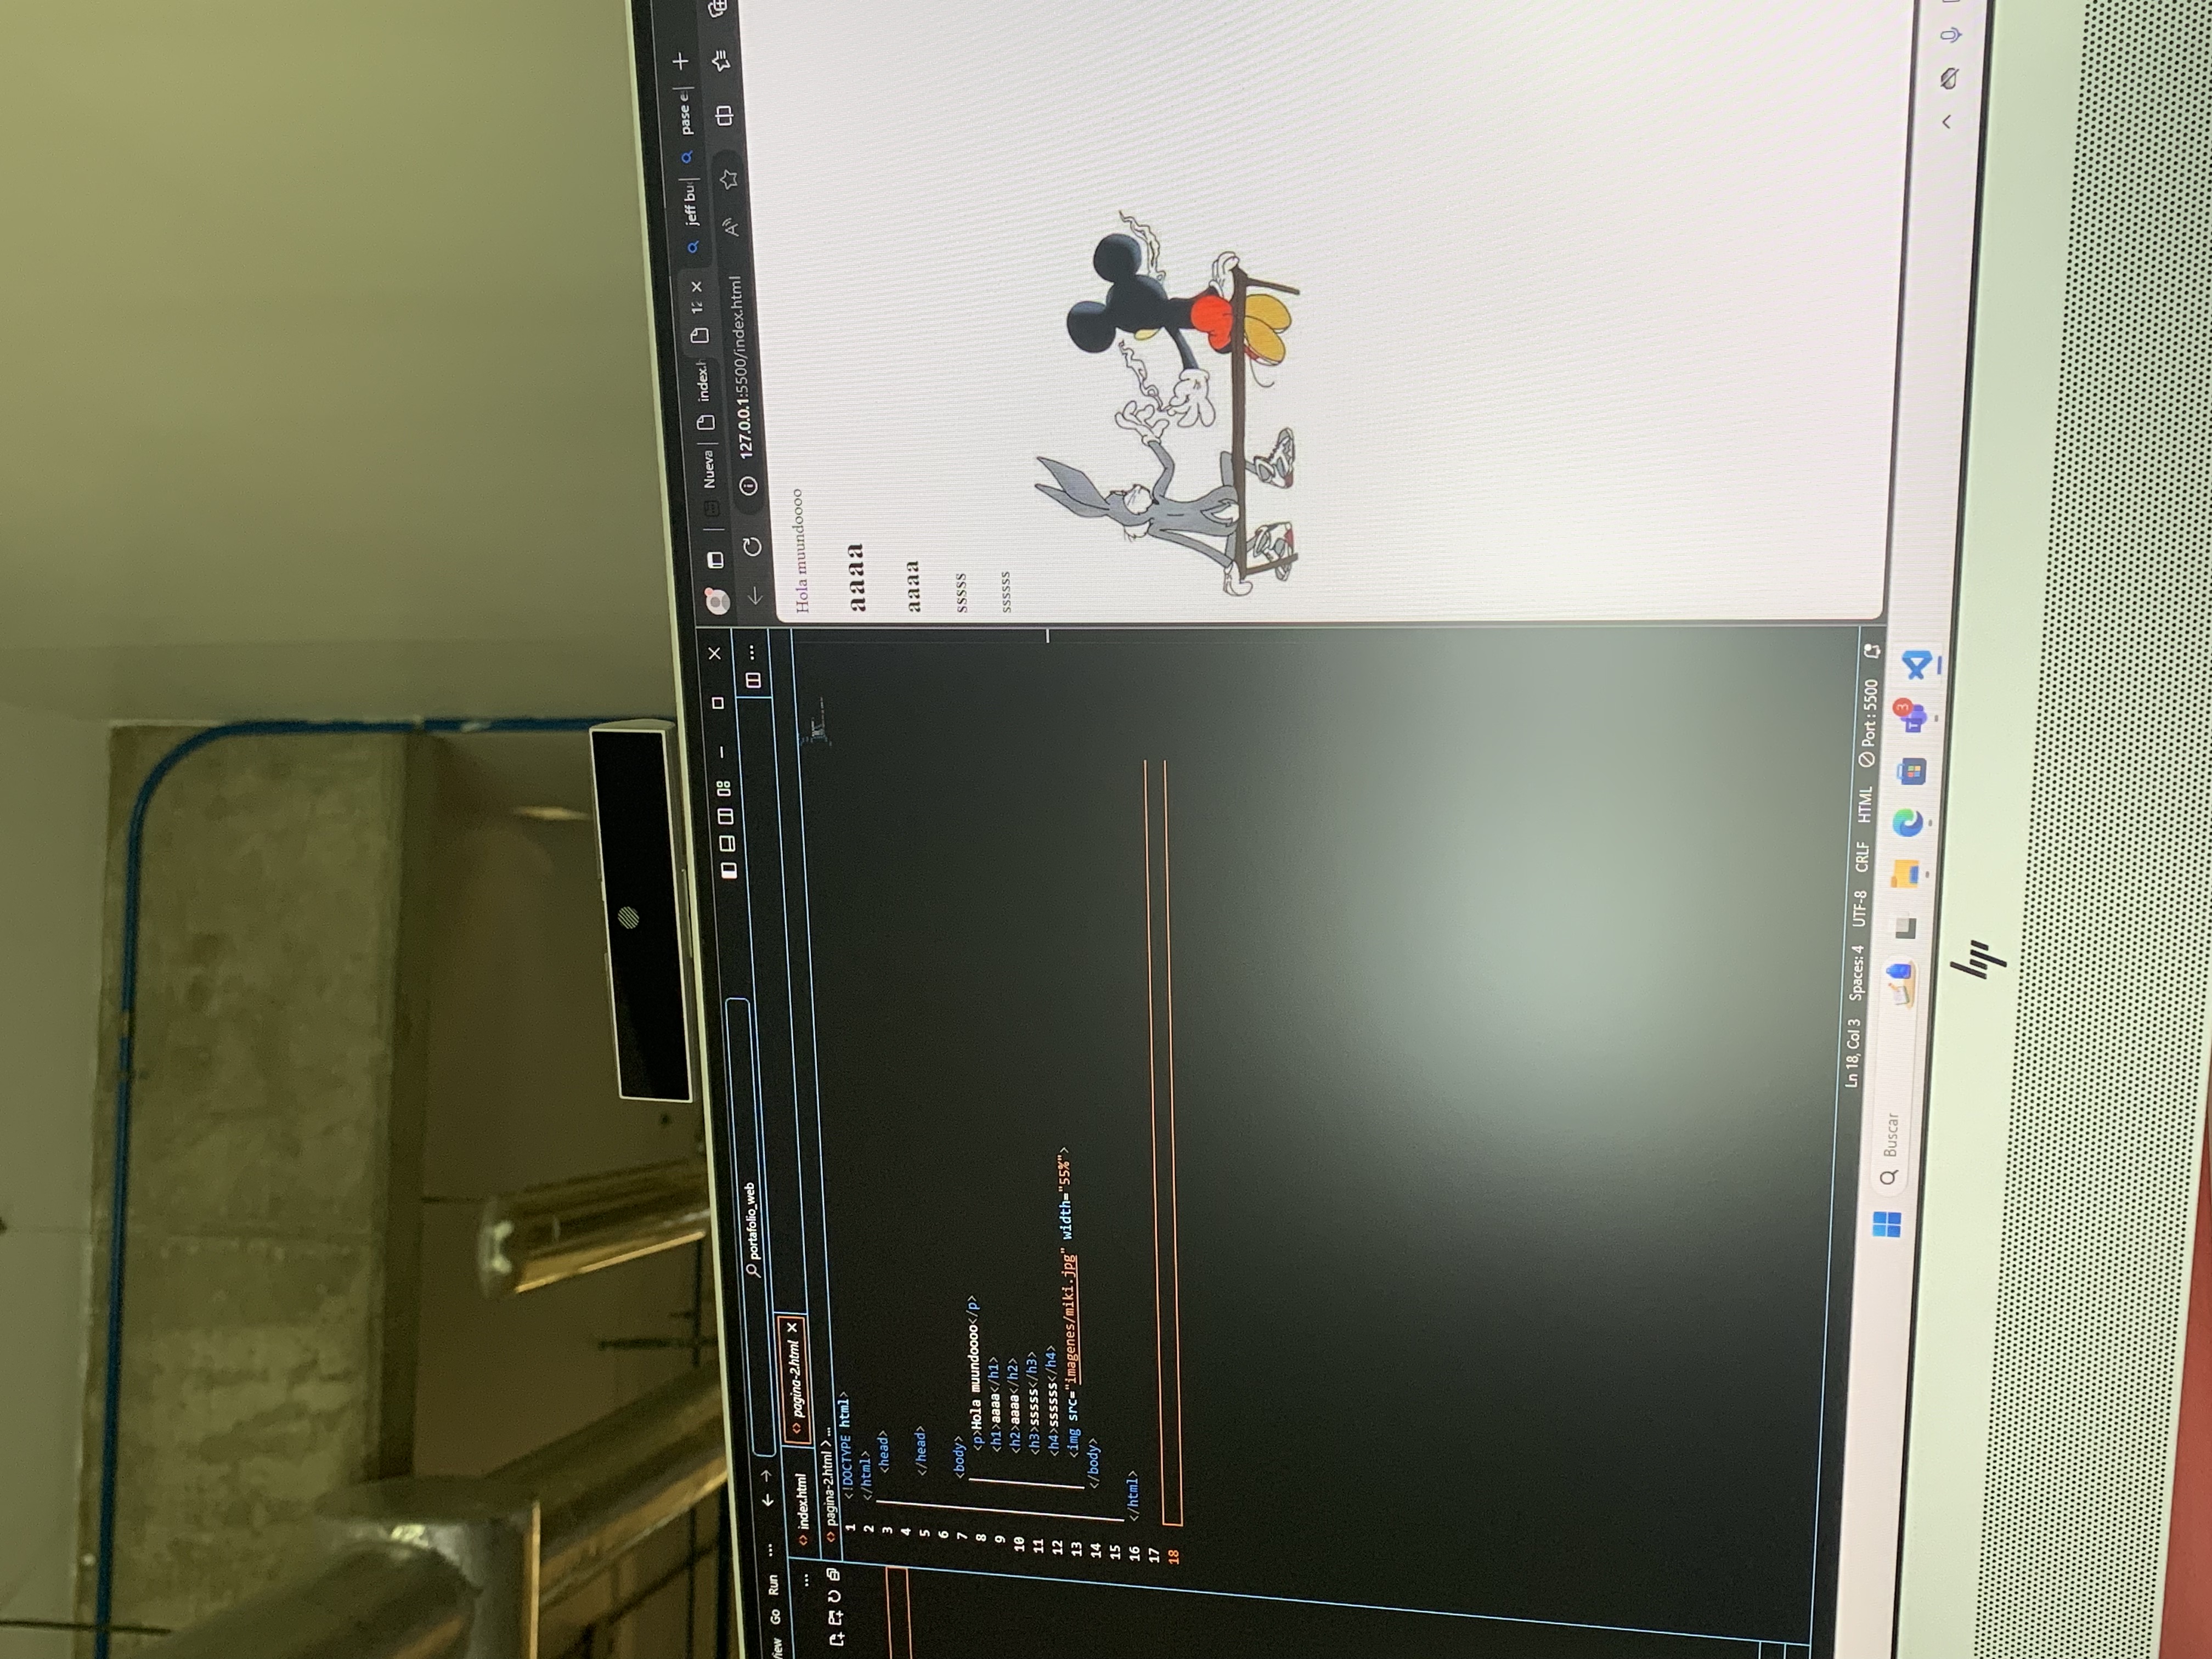 View Go Run ··· portafolio_web
index.html pagina-2.html
pagina-2.html > ...
1 <!DOCTYPE html>
2 </html>
3 <head>
4
5 </head>
6
7 <body>
8 <p>Hola muundoooo</p>
9 <h1>aaaa</h1>
10 <h2>aaaa</h2>
11 <h3>sssss</h3>
12 <h4>ssssss</h4>
13 <img src="imagenes/miki.jpg" width="55%">
14 </body>
15
16 </html>
17
18
Ln 18, Col 3 Spaces: 4 UTF-8 CRLF HTML Port : 5500
Nueva index.h 12 jeff bu pase e
127.0.0.1:5500/index.html
Hola muundoooo
aaaa
aaaa
sssss
ssssss
Buscar
3
hp